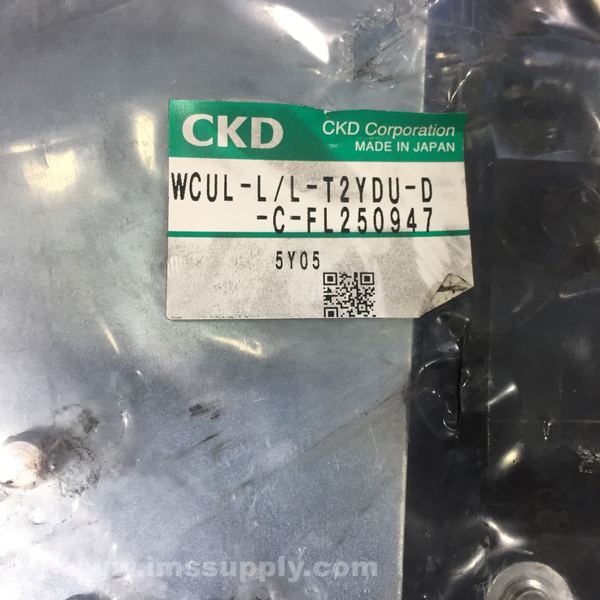 CKD
CKD Corporation
MADE IN JAPAN
WCUL-L/L-T2YDU-D
-C-FL250947
5Y05
www.imssupply.com